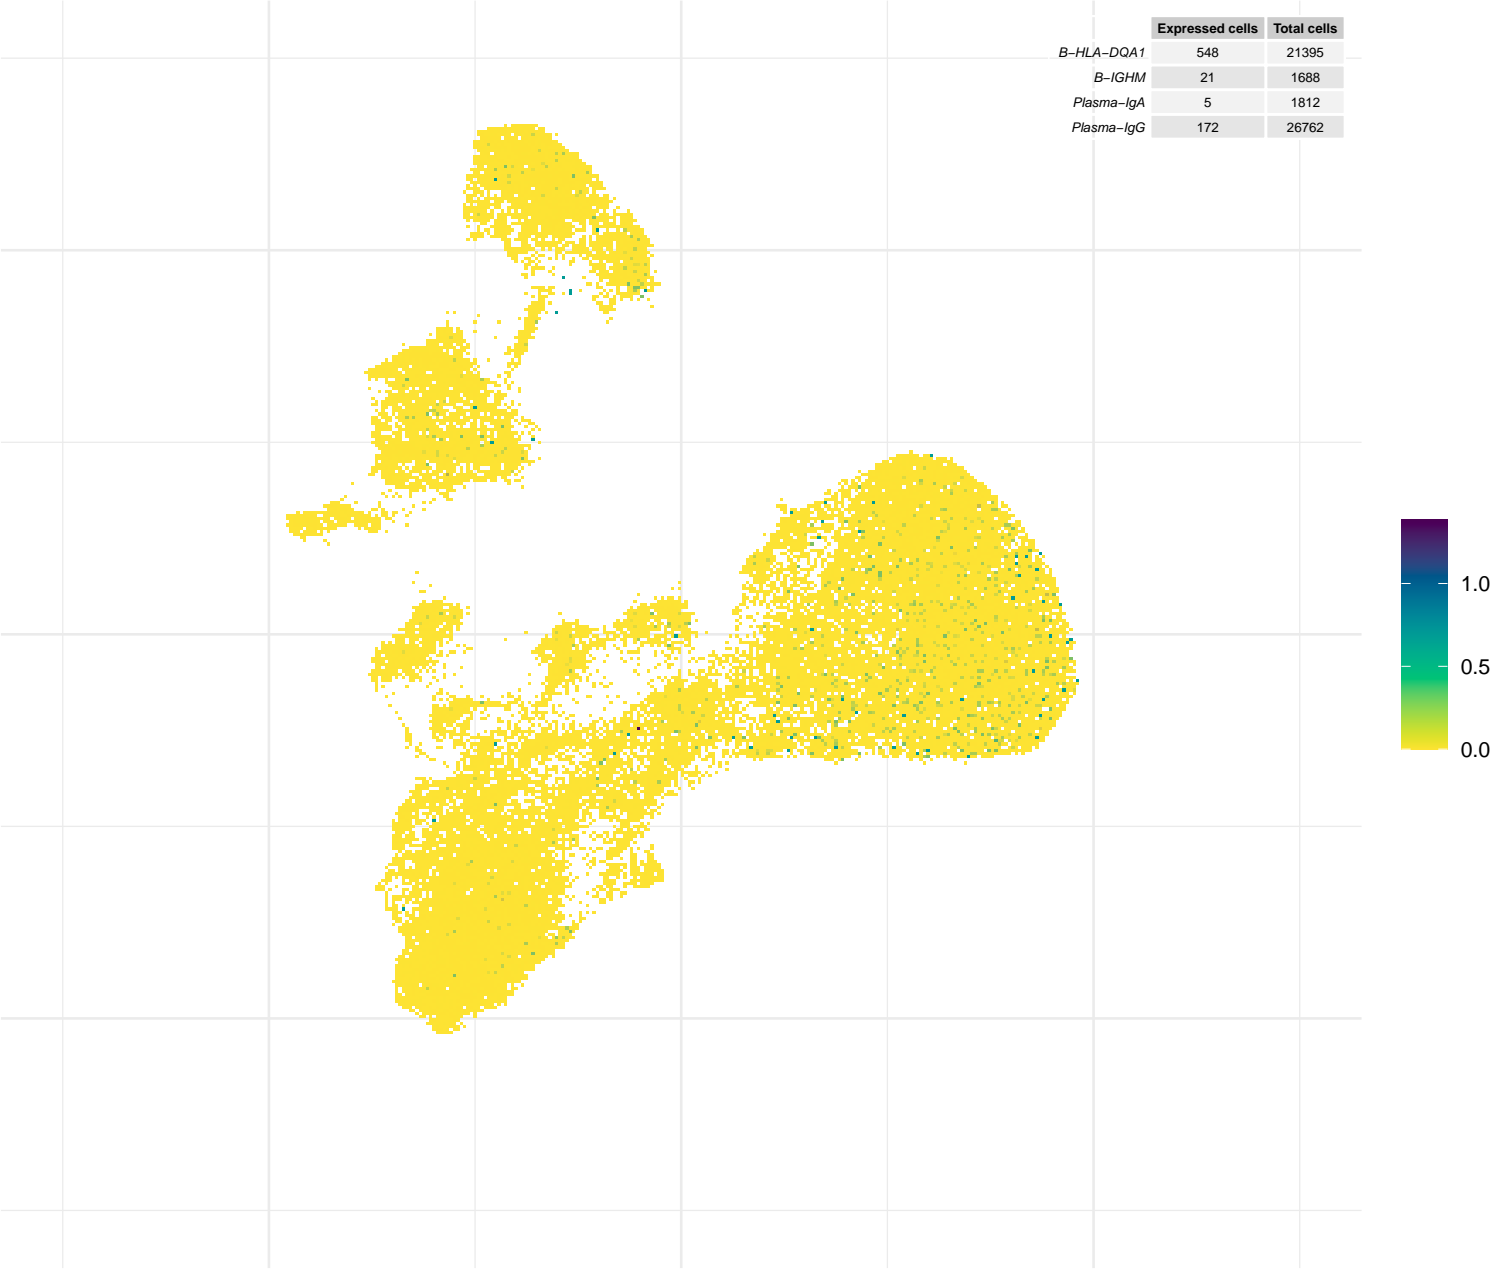 Expressed cells Total cells
B−HLA−DQA1 548 21395
B−IGHM 21 1688
Plasma−IgA 5 1812
Plasma−IgG 172 26762
1.0
0.5
0.0